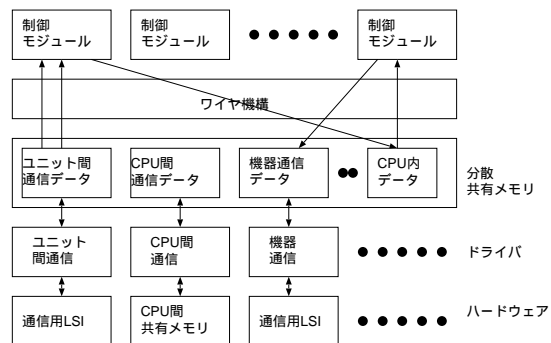 制御
モジュール
制御
モジュール
制御
モジュール
ワイヤ機構
ユニット間
通信データ
CPU間
通信データ
機器通信
データ
CPU内
データ
分散
共有メモリ
ユニット
間通信
CPU間
通信
機器
通信
ドライバ
通信用LSI
CPU間
共有メモリ
通信用LSI
ハードウェア